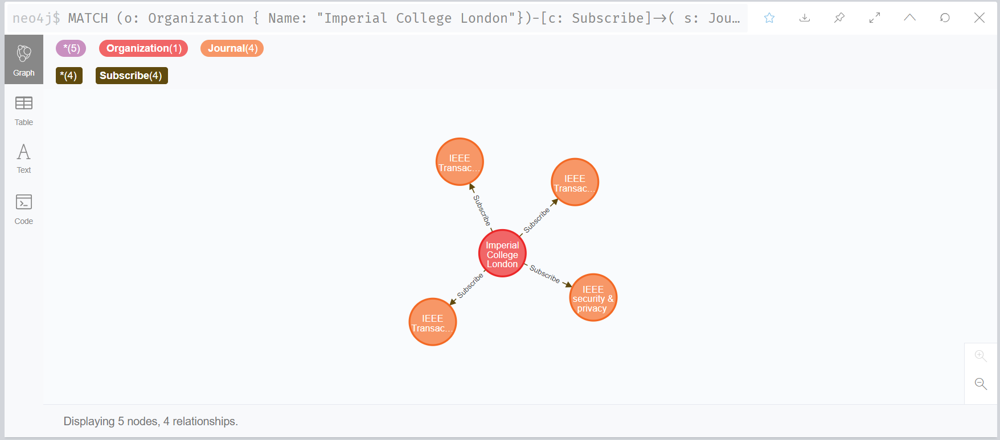 neo4j$ MATCH (o: Organization { Name: "Imperial College London"})-[c: Subscribe]→( s: Jou…
*(5) Organization(1) Journal(4)
*(4) Subscribe(4)
Graph
Table
Text
Code
IEEE
Transac…
IEEE
Transac…
Subscribe
Subscribe
Imperial
College
London
Subscribe
Subscribe
IEEE
security &
privacy
IEEE
Transac…
Displaying 5 nodes, 4 relationships.